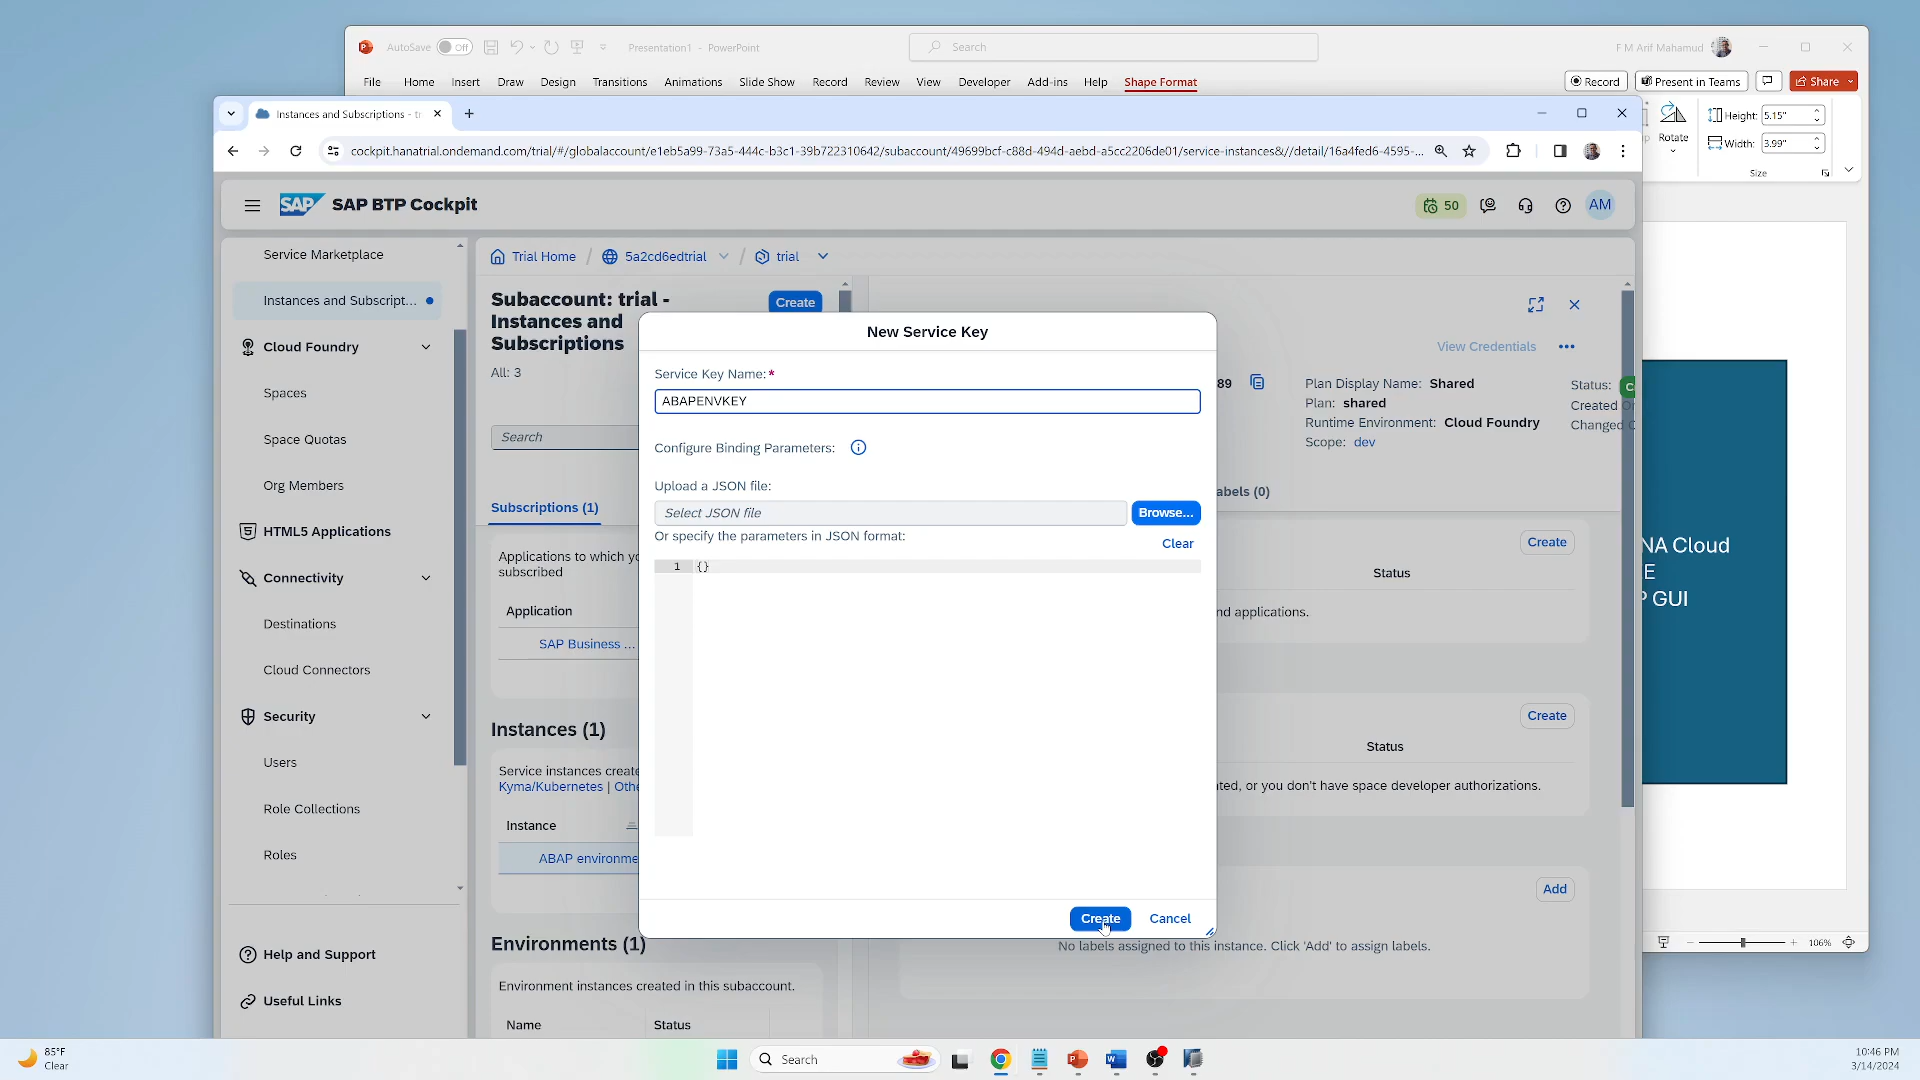 AutoSave Off
Presentation1 - PowerPoint
Search
F M Arif Mahamud
File Home Insert Draw Design Transitions Animations Slide Show Record Review View Developer Add-ins Help Shape Format
Record Present in Teams Share
Instances and Subscriptions - tr
Rotate
Height: 5.15"
Width: 3.99"
Size
cockpit.hanatrial.ondemand.com/trial/#/globalaccount/e1eb5a99-73a5-444c-b3c1-39b722310642/subaccount/49699bcf-c88d-494d-aebd-a5cc2206de01/service-instances&//detail/16a4fed6-4595-...
SAP SAP BTP Cockpit
50
AM
Service Marketplace
Instances and Subscript...
Cloud Foundry
Spaces
Space Quotas
Org Members
HTML5 Applications
Connectivity
Destinations
Cloud Connectors
Security
Users
Role Collections
Roles
Help and Support
Useful Links
Trial Home / 5a2cd6edtrial / trial
Subaccount: trial -
Instances and
Subscriptions
Create
All: 3
Search
Subscriptions (1)
Applications to which yo
subscribed
Application
SAP Business ...
Instances (1)
Service instances create
Kyma/Kubernetes | Othe
Instance
ABAP environme
Environments (1)
Environment instances created in this subaccount.
Name Status
New Service Key
Service Key Name:*
ABAPENVKEY
Configure Binding Parameters:
Upload a JSON file:
Select JSON file
Browse...
Or specify the parameters in JSON format:
Clear
1 {}
Create Cancel
View Credentials
89
Plan Display Name: Shared
Plan: shared
Runtime Environment: Cloud Foundry
Scope: dev
Status: C
Created O
Changed O
abels (0)
Create
Status
nd applications.
Create
Status
ted, or you don't have space developer authorizations.
Add
No labels assigned to this instance. Click 'Add' to assign labels.
NA Cloud
E
P GUI
106%
85°F
Clear
Search
10:46 PM
3/14/2024